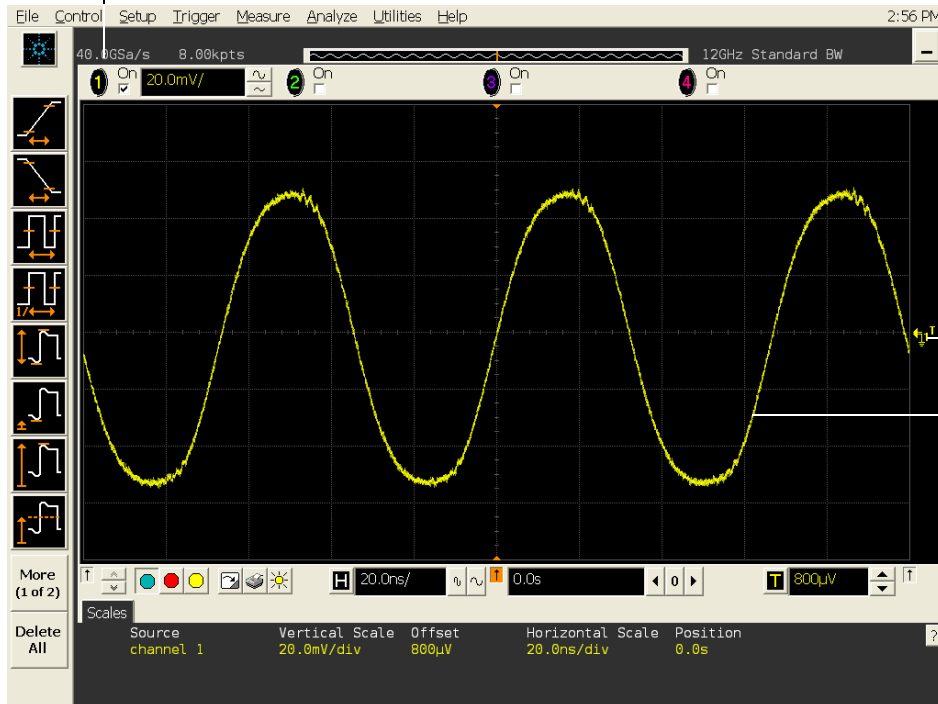 File Control Setup Trigger Measure Analyze Utilities Help 2:56 PM
40.0GSa/s 8.00kpts 12GHz Standard BW
1 On 20.0mV/ 2 On 3 On 4 On
1/
T
More
(1 of 2)
Delete
All
H 20.0ns/ 0.0s 0 T 800µV
Scales
Source Vertical Scale Offset Horizontal Scale Position
channel 1 20.0mV/div 800µV 20.0ns/div 0.0s
?